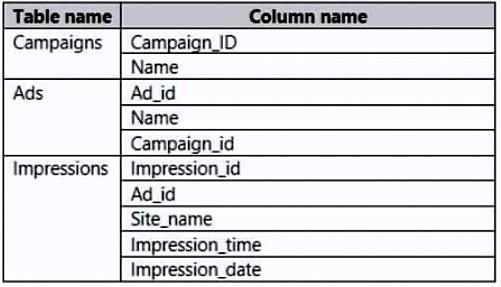 Table name Column name
Campaigns Campaign_ID
Name
Ads Ad_id
Name
Campaign_id
Impressions Impression_id
Ad_id
Site_name
Impression_time
Impression_date